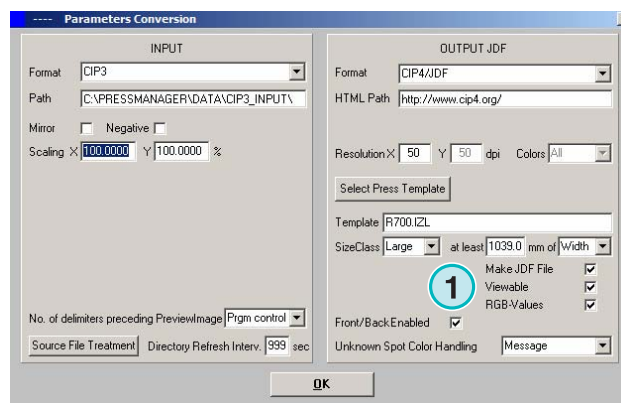 ---- Parameters Conversion
INPUT
Format CIP3
Path C:\PRESSMANAGER\DATA\CIP3_INPUT\
Mirror Negative
Scaling X 100.0000 Y 100.0000 %
No. of delimiters preceding PreviewImage Prgm control
Source File Treatment Directory Refresh Interv. 999 sec
OUTPUT JDF
Format CIP4/JDF
HTML Path http://www.cip4.org/
Resolution X 50 Y 50 dpi Colors All
Select Press Template
Template R700.IZL
SizeClass Large at least 1039.0 mm of Width
1
Make JDF File
Viewable
RGB-Values
Front/Back Enabled
Unknown Spot Color Handling Message
OK